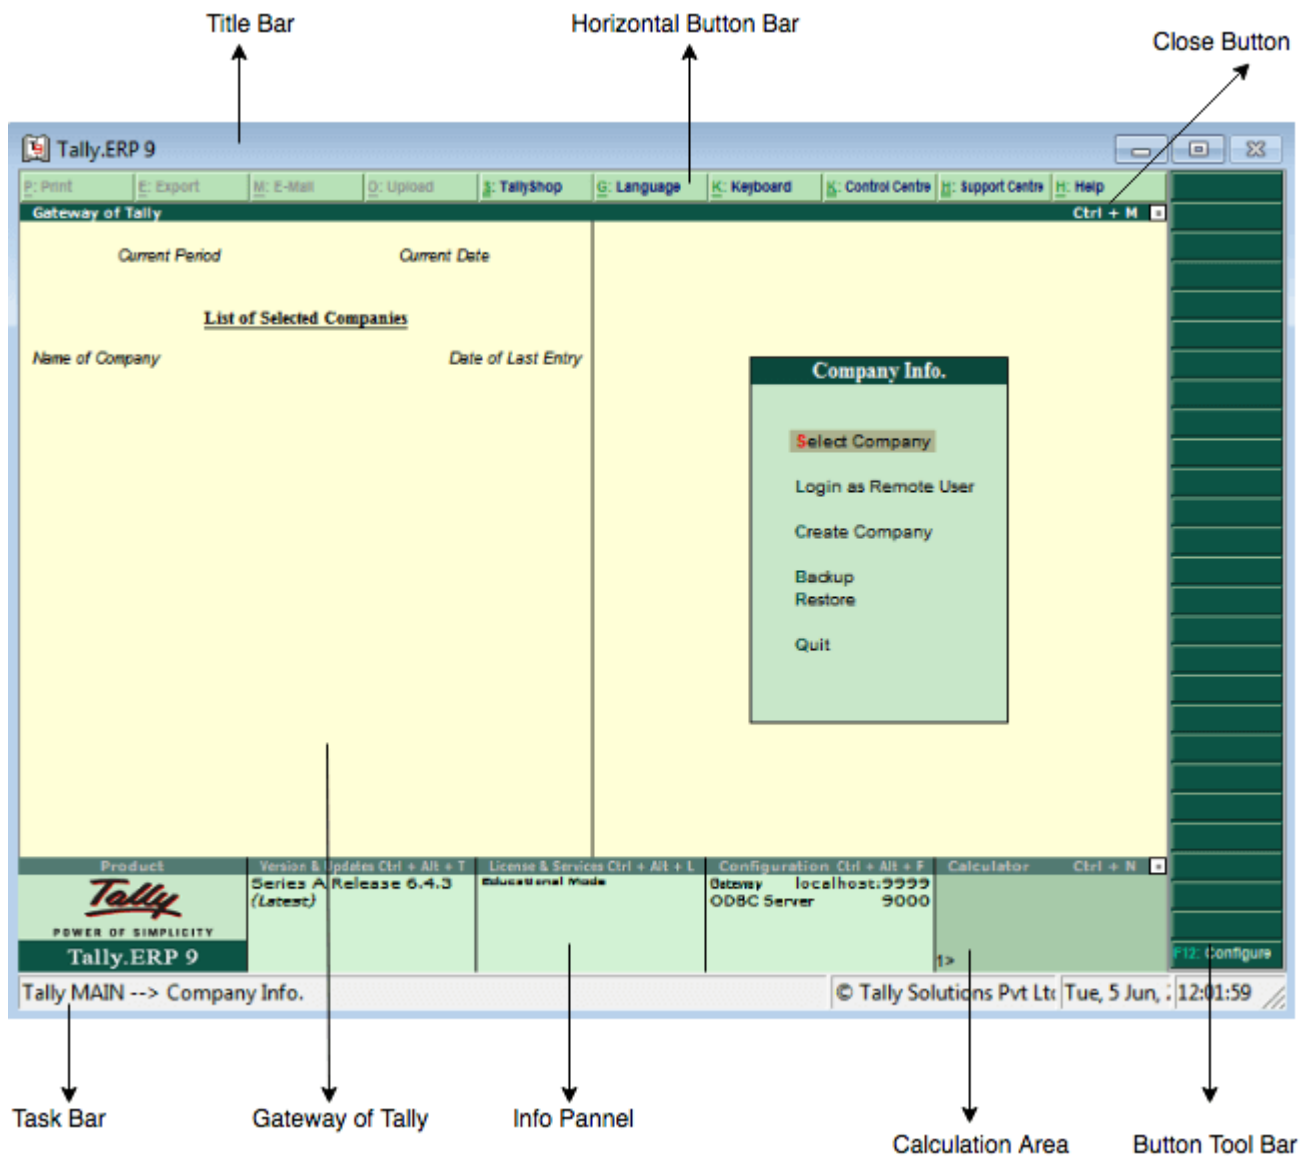 Title Bar
Horizontal Button Bar
Close Button
Tally.ERP 9
P: Print E: Export M: E-Mail O: Upload S: TallyShop G: Language K: Keyboard K: Control Centre H: Support Centre H: Help
Gateway of Tally Ctrl + M
Current Period Current Date
List of Selected Companies
Name of Company Date of Last Entry
Company Info.
Select Company
Login as Remote User
Create Company
Backup
Restore
Quit
Product Version & Updates Ctrl + Alt + T License & Services Ctrl + Alt + L Configuration Ctrl + Alt + F Calculator Ctrl + N
Tally
POWER OF SIMPLICITY
Tally.ERP 9
Series A Release 6.4.3
(Latest)
Educational Mode
Gateway localhost:9999
ODBC Server 9000
1>
F12: Configure
Tally MAIN --> Company Info. © Tally Solutions Pvt Ltd Tue, 5 Jun, 12:01:59
Task Bar
Gateway of Tally
Info Pannel
Calculation Area
Button Tool Bar